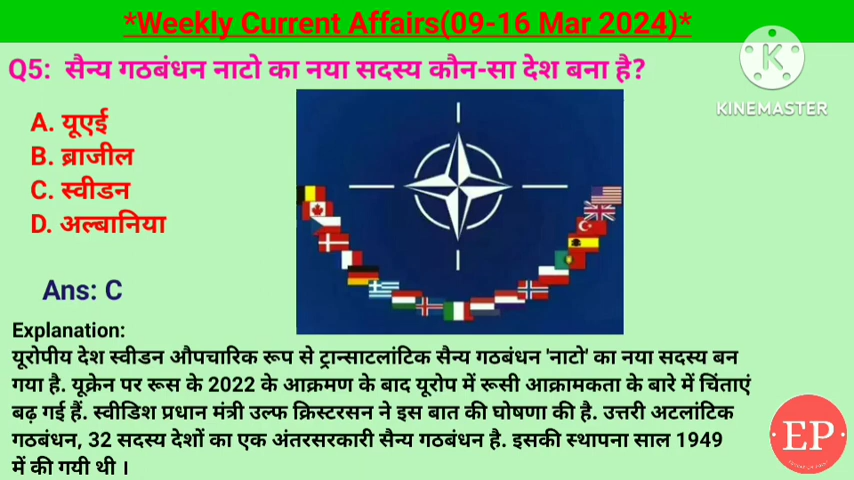 *Weekly Current Affairs(09-16 Mar 2024)*
Q5: सैन्य गठबंधन नाटो का नया सदस्य कौन-सा देश बना है?
KINEMASTER
A. यूएई
B. ब्राजील
C. स्वीडन
D. अल्बानिया
Ans: C
Explanation:
यूरोपीय देश स्वीडन औपचारिक रूप से ट्रान्साटलांटिक सैन्य गठबंधन 'नाटो' का नया सदस्य बन
गया है. यूक्रेन पर रूस के 2022 के आक्रमण के बाद यूरोप में रूसी आक्रामकता के बारे में चिंताएं
बढ़ गई हैं. स्वीडिश प्रधान मंत्री उल्फ क्रिस्टरसन ने इस बात की घोषणा की है. उत्तरी अटलांटिक
गठबंधन, 32 सदस्य देशों का एक अंतरसरकारी सैन्य गठबंधन है. इसकी स्थापना साल 1949
में की गयी थी ।
EP